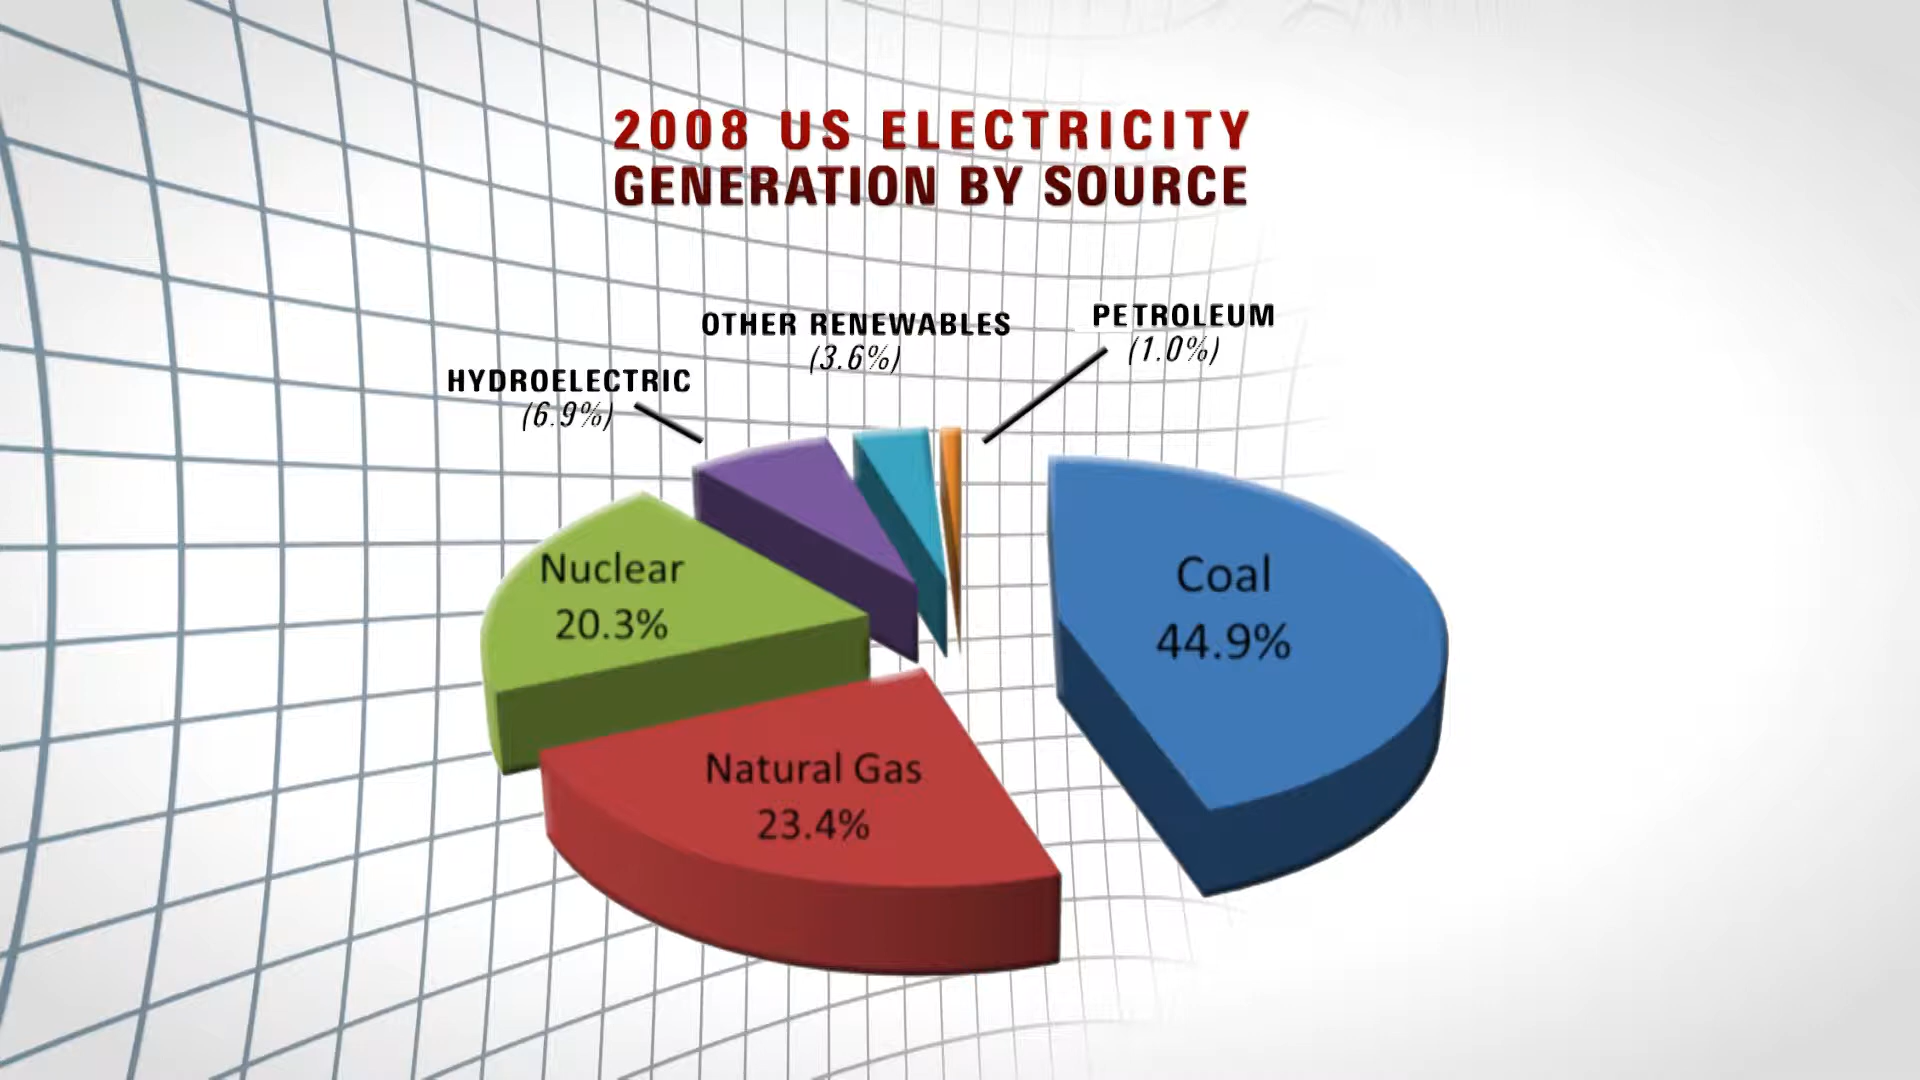 2008 US ELECTRICITY
GENERATION BY SOURCE
OTHER RENEWABLES
(3.6%)
PETROLEUM
(1.0%)
HYDROELECTRIC
(6.9%)
Nuclear
20.3%
Coal
44.9%
Natural Gas
23.4%